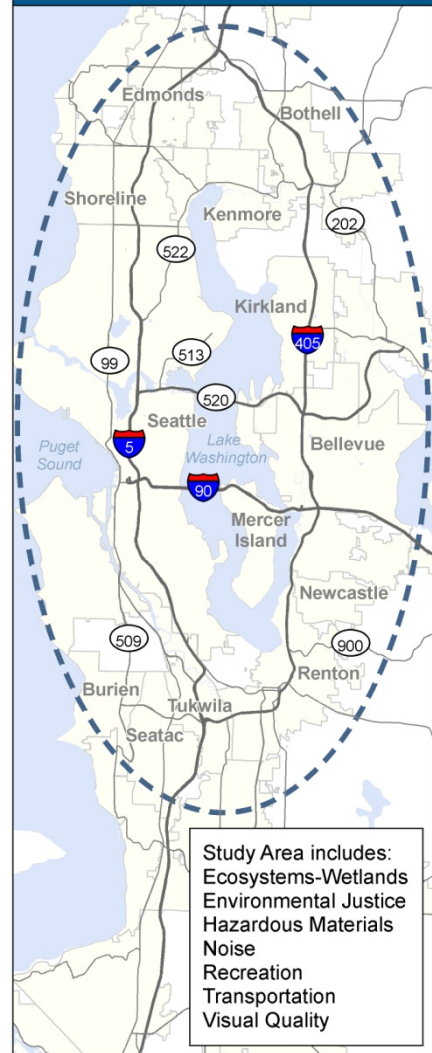 Edmonds
Bothell
Shoreline
Kenmore
522
202
Kirkland
99
513
405
520
Seattle
5
Puget
Sound
Lake
Washington
Bellevue
90
Mercer
Island
Newcastle
509
900
Renton
Burien
Tukwila
Seatac
Study Area includes:
Ecosystems-Wetlands
Environmental Justice
Hazardous Materials
Noise
Recreation
Transportation
Visual Quality